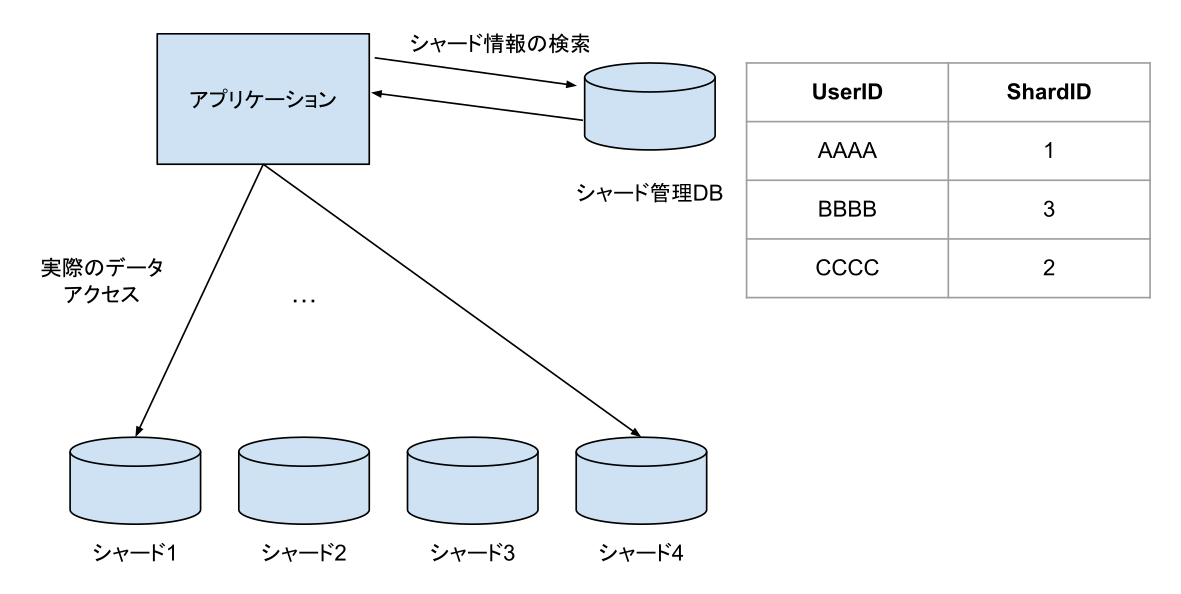 シャード情報の検索
アプリケーション
シャード管理DB
UserID ShardID
AAAA 1
BBBB 3
CCCC 2
実際のデータ
アクセス
...
シャード1 シャード2 シャード3 シャード4